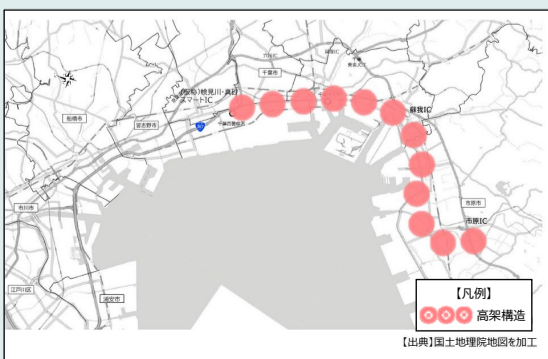 千葉市
(仮称)検見川・真砂
スマートIC
船橋市
習志野市
蘇我IC
市川市
市原市
市原IC
江戸川区
浦安市
【凡例】
高架構造
【出典】国土地理院地図を加工